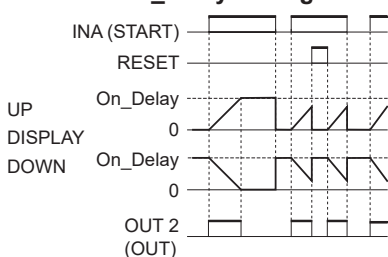 INA (START)
RESET
UP
DISPLAY
DOWN
On_Delay
0
On_Delay
0
OUT 2
(OUT)